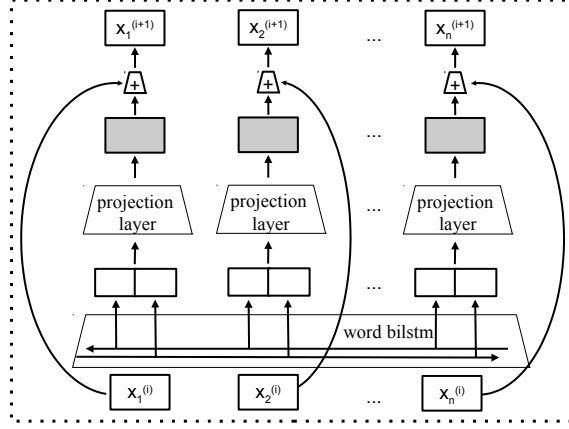 x₁⁽ⁱ⁺¹⁾ x₂⁽ⁱ⁺¹⁾ ... xₙ⁽ⁱ⁺¹⁾
+ + +
...
projection layer projection layer ... projection layer
...
word bilstm
x₁⁽ⁱ⁾ x₂⁽ⁱ⁾ ... xₙ⁽ⁱ⁾